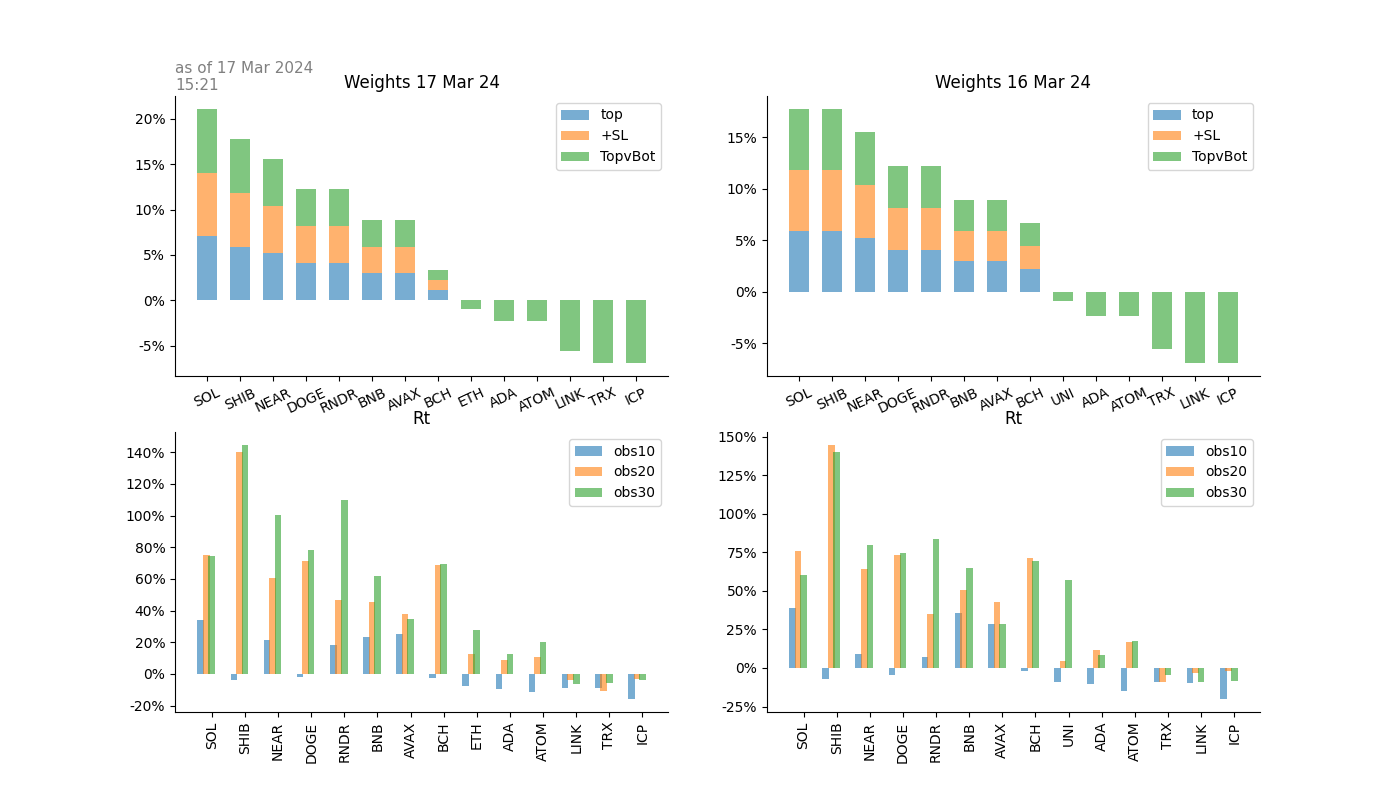 as of 17 Mar 2024
15:21
Weights 17 Mar 24
20%
15%
10%
5%
0%
-5%
top
+SL
TopvBot
SOL SHIB NEAR DOGE RNDR BNB AVAX BCH ETH ADA ATOM LINK TRX ICP
Weights 16 Mar 24
15%
10%
5%
0%
-5%
top
+SL
TopvBot
SOL SHIB NEAR DOGE RNDR BNB AVAX BCH UNI ADA ATOM TRX LINK ICP
Rt
140%
120%
100%
80%
60%
40%
20%
0%
-20%
obs10
obs20
obs30
SOL SHIB NEAR DOGE RNDR BNB AVAX BCH ETH ADA ATOM LINK TRX ICP
Rt
150%
125%
100%
75%
50%
25%
0%
-25%
obs10
obs20
obs30
SOL SHIB NEAR DOGE RNDR BNB AVAX BCH UNI ADA ATOM TRX LINK ICP